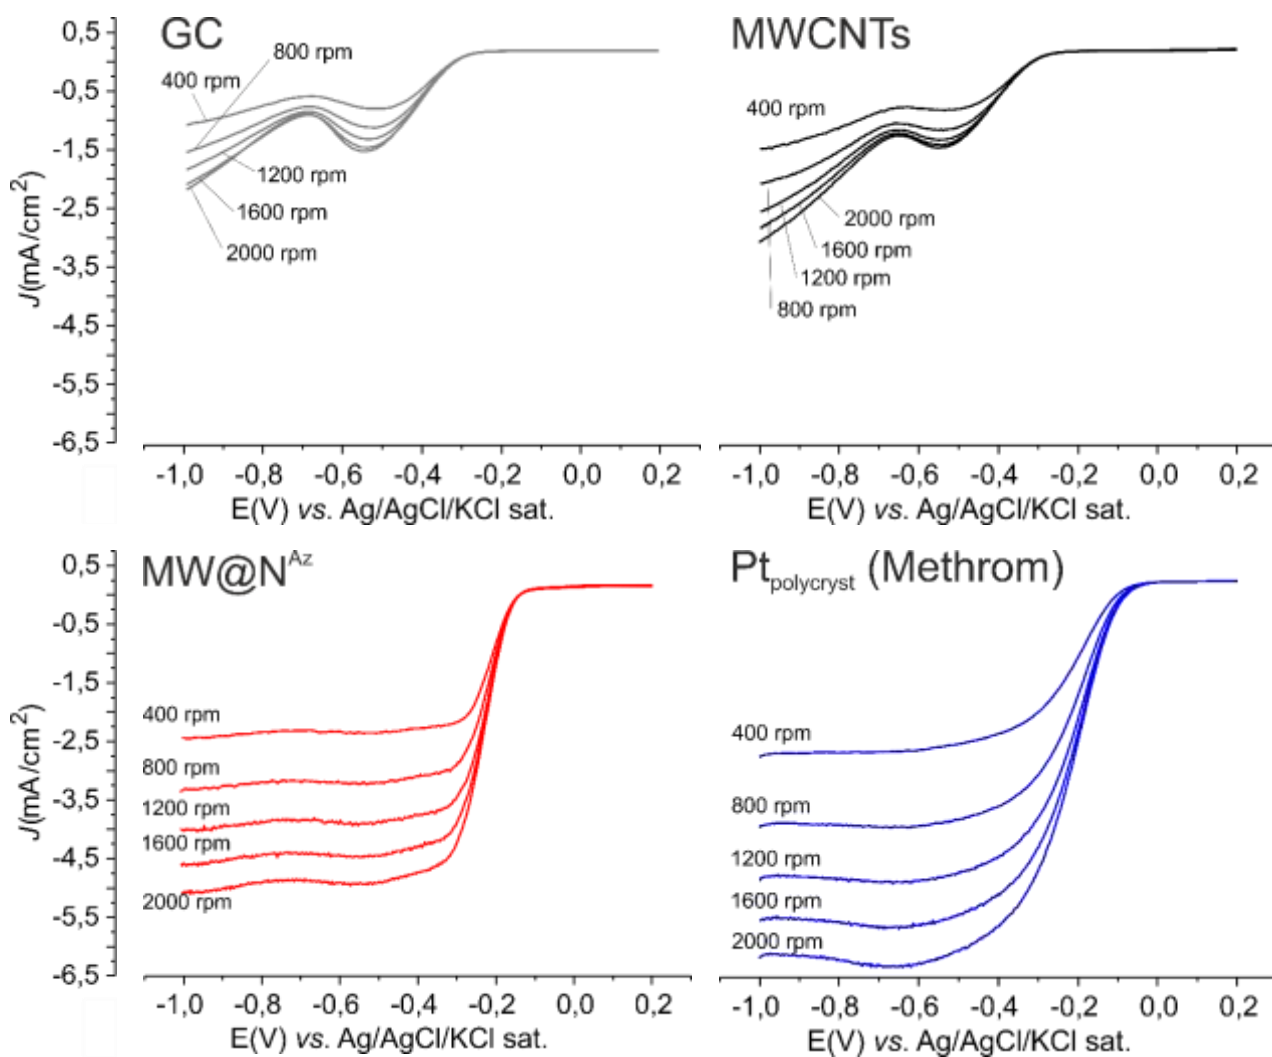 GC
0,5
-0,5
-1,5
-2,5
-3,5
-4,5
-5,5
-6,5
J(mA/cm²)
800 rpm
400 rpm
1200 rpm
1600 rpm
2000 rpm
-1,0 -0,8 -0,6 -0,4 -0,2 0,0 0,2
E(V) vs. Ag/AgCl/KCl sat.
MWCNTs
400 rpm
2000 rpm
1600 rpm
1200 rpm
800 rpm
-1,0 -0,8 -0,6 -0,4 -0,2 0,0 0,2
E(V) vs. Ag/AgCl/KCl sat.
MW@N^Az
0,5
-0,5
-1,5
-2,5
-3,5
-4,5
-5,5
-6,5
J(mA/cm²)
400 rpm
800 rpm
1200 rpm
1600 rpm
2000 rpm
-1,0 -0,8 -0,6 -0,4 -0,2 0,0 0,2
E(V) vs. Ag/AgCl/KCl sat.
Ptpolycryst (Methrom)
400 rpm
800 rpm
1200 rpm
1600 rpm
2000 rpm
-1,0 -0,8 -0,6 -0,4 -0,2 0,0 0,2
E(V) vs. Ag/AgCl/KCl sat.